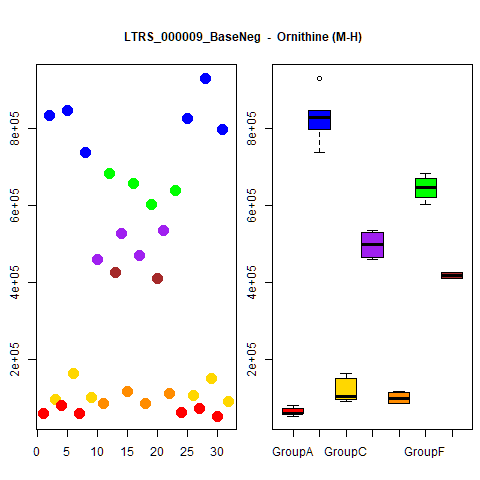 LTRS_000009_BaseNeg - Ornithine (M-H)
8e+05
6e+05
4e+05
2e+05
0 5 10 15 20 25 30
8e+05
6e+05
4e+05
2e+05
GroupA GroupC GroupF